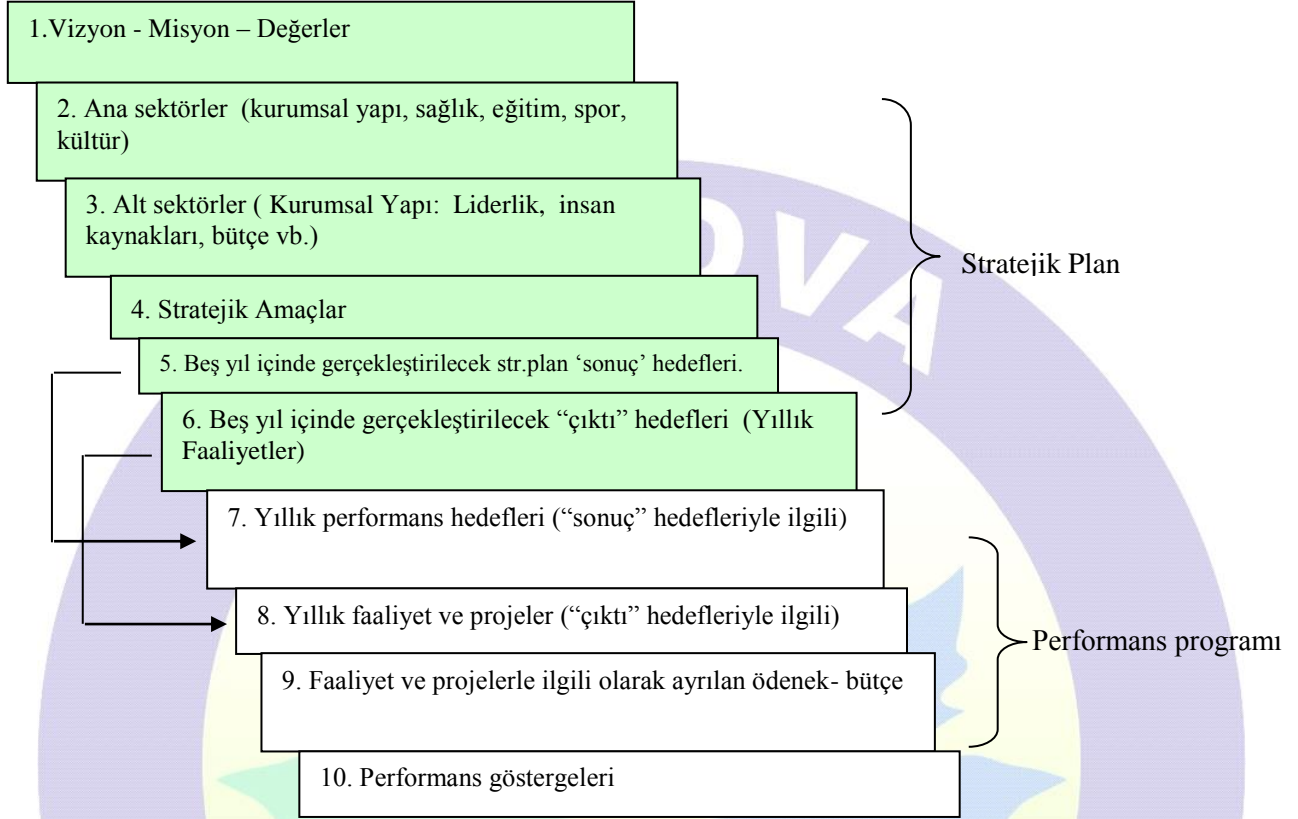 1.Vizyon - Misyon – Değerler
2. Ana sektörler (kurumsal yapı, sağlık, eğitim, spor,
kültür)
3. Alt sektörler ( Kurumsal Yapı: Liderlik, insan
kaynakları, bütçe vb.)
OVA
Stratejik Plan
4. Stratejik Amaçlar
5. Beş yıl içinde gerçekleştirilecek str.plan ‘sonuç’ hedefleri.
6. Beş yıl içinde gerçekleştirilecek “çıktı” hedefleri (Yıllık
Faaliyetler)
7. Yıllık performans hedefleri (“sonuç” hedefleriyle ilgili)
8. Yıllık faaliyet ve projeler (“çıktı” hedefleriyle ilgili)
Performans programı
9. Faaliyet ve projelerle ilgili olarak ayrılan ödenek- bütçe
10. Performans göstergeleri